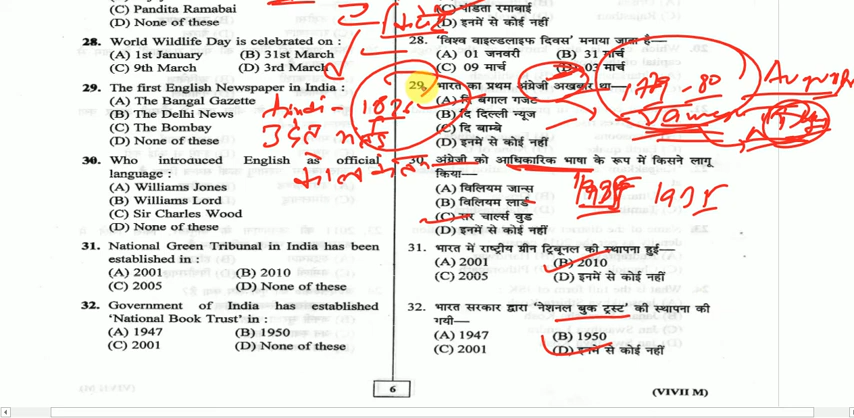 (C) Pandita Ramabai
(D) None of these
28. World Wildlife Day is celebrated on :
(A) 1st January (B) 31st March
(C) 9th March (D) 3rd March
29. The first English Newspaper in India :
(A) The Bangal Gazette
(B) The Delhi News
(C) The Bombay
(D) None of these
30. Who introduced English as official
language :
(A) Williams Jones
(B) Williams Lord
(C) Sir Charles Wood
(D) None of these
31. National Green Tribunal in India has been
established in :
(A) 2001 (B) 2010
(C) 2005 (D) None of these
32. Government of India has established
'National Book Trust' in :
(A) 1947 (B) 1950
(C) 2001 (D) None of these
(C) पंडिता रमाबाई
(D) इनमें से कोई नहीं
28. 'विश्व वाइल्डलाइफ दिवस' मनाया जाता है—
(A) 01 जनवरी (B) 31 मार्च
(C) 09 मार्च (D) 03 मार्च
29. भारत का प्रथम अंग्रेजी अखबार था—
(A) दि बंगाल गजट
(B) दि दिल्ली न्यूज
(C) दि बाम्बे
(D) इनमें से कोई नहीं
30. अंग्रेजी को आधिकारिक भाषा के रूप में किसने लागू
किया—
(A) विलियम जान्स
(B) विलियम लार्ड
(C) सर चार्ल्स वुड
(D) इनमें से कोई नहीं
31. भारत में राष्ट्रीय ग्रीन ट्रिबूनल की स्थापना हुई—
(A) 2001 (B) 2010
(C) 2005 (D) इनमें से कोई नहीं
32. भारत सरकार द्वारा 'नेशनल बुक ट्रस्ट' की स्थापना की
गयी—
(A) 1947 (B) 1950
(C) 2001 (D) इनमें से कोई नहीं
Hindi - 1826
1779 - 80
James
1935
6
(VIVII M)